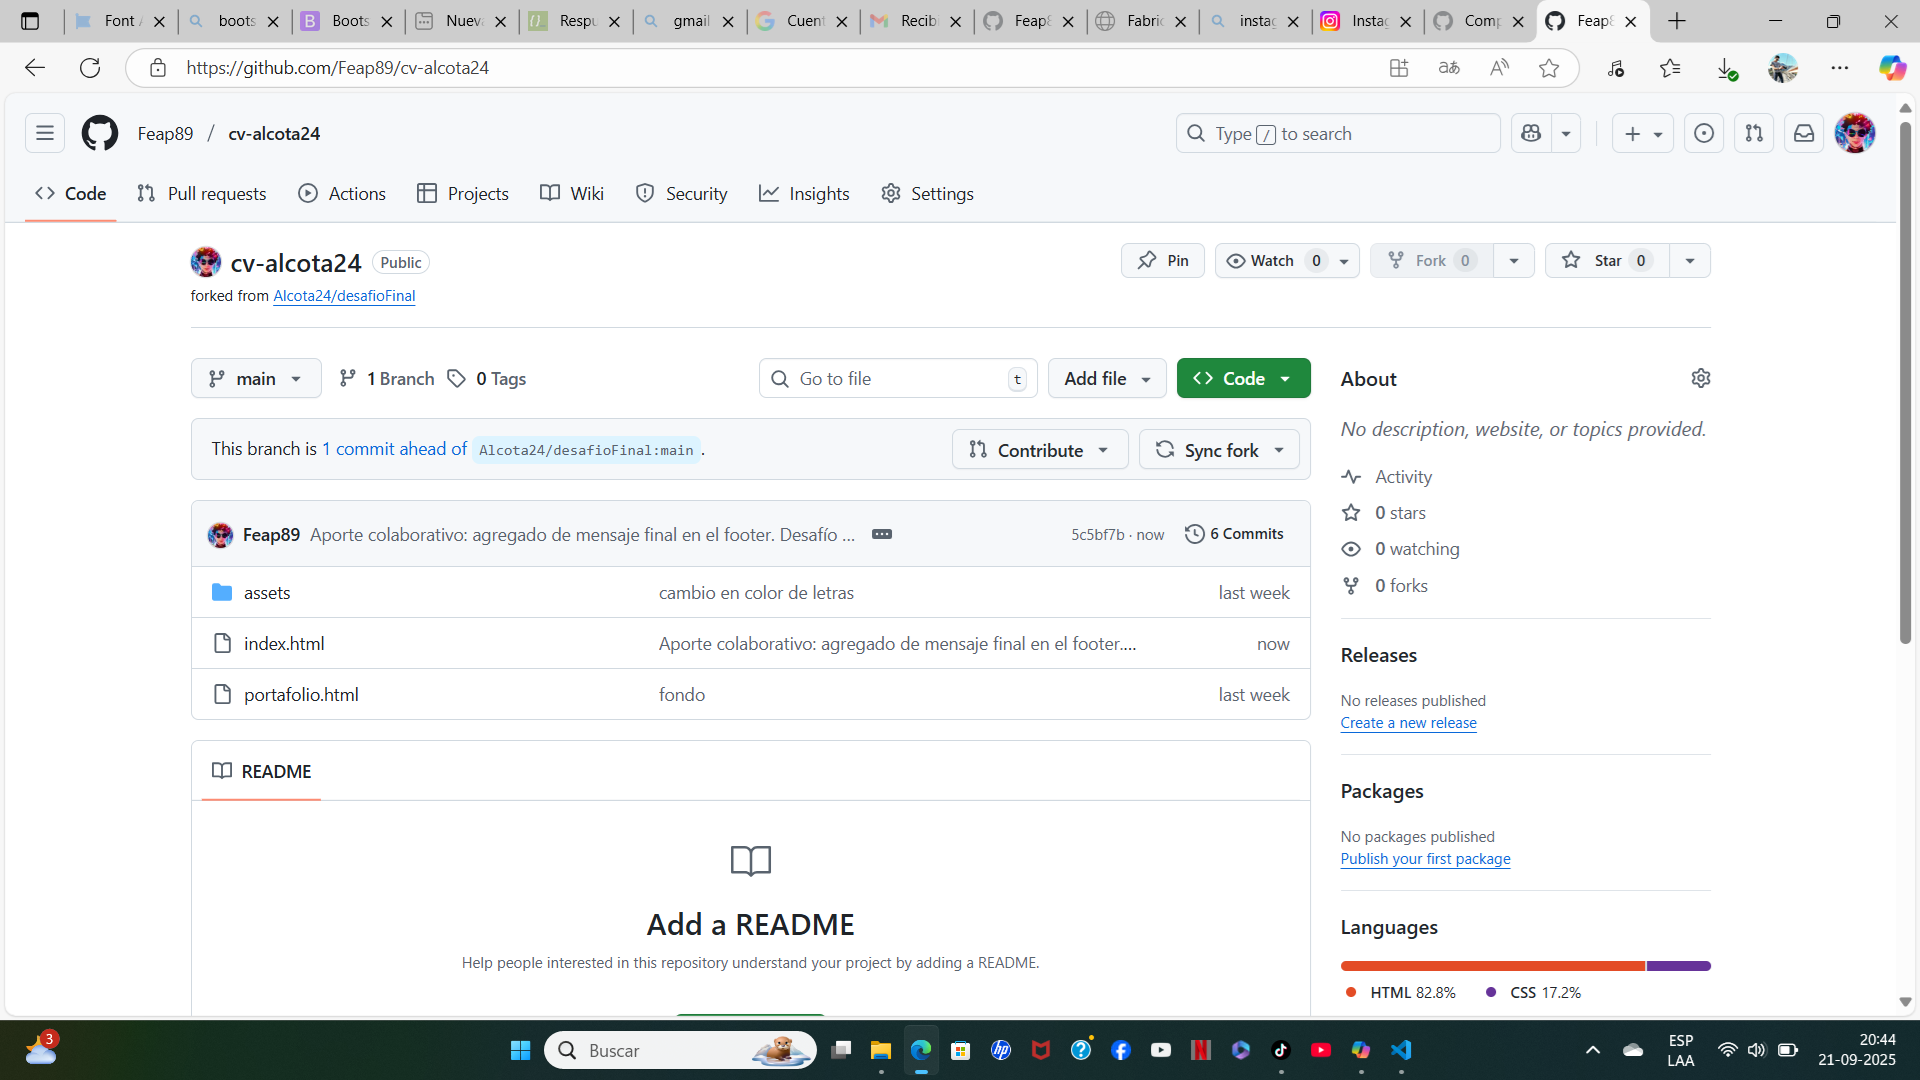 Font A
boots
Boots
Nueva
Respu
gmail
Cuent
Recibi
Feap8
Fabric
instag
Instag
Comp
Feap8
https://github.com/Feap89/cv-alcota24
Feap89 / cv-alcota24
Type / to search
Code
Pull requests
Actions
Projects
Wiki
Security
Insights
Settings
cv-alcota24 Public
Pin
Watch 0
Fork 0
Star 0
forked from Alcota24/desafioFinal
main
1 Branch
0 Tags
Go to file t
Add file
Code
About
No description, website, or topics provided.
This branch is 1 commit ahead of Alcota24/desafioFinal:main .
Contribute
Sync fork
Activity
0 stars
0 watching
0 forks
Feap89 Aporte colaborativo: agregado de mensaje final en el footer. Desafío ...
5c5bf7b · now
6 Commits
assets cambio en color de letras last week
index.html Aporte colaborativo: agregado de mensaje final en el footer.... now
portafolio.html fondo last week
Releases
No releases published
Create a new release
README
Add a README
Help people interested in this repository understand your project by adding a README.
Packages
No packages published
Publish your first package
Languages
HTML 82.8% CSS 17.2%
3
Buscar
ESP
LAA
20:44
21-09-2025